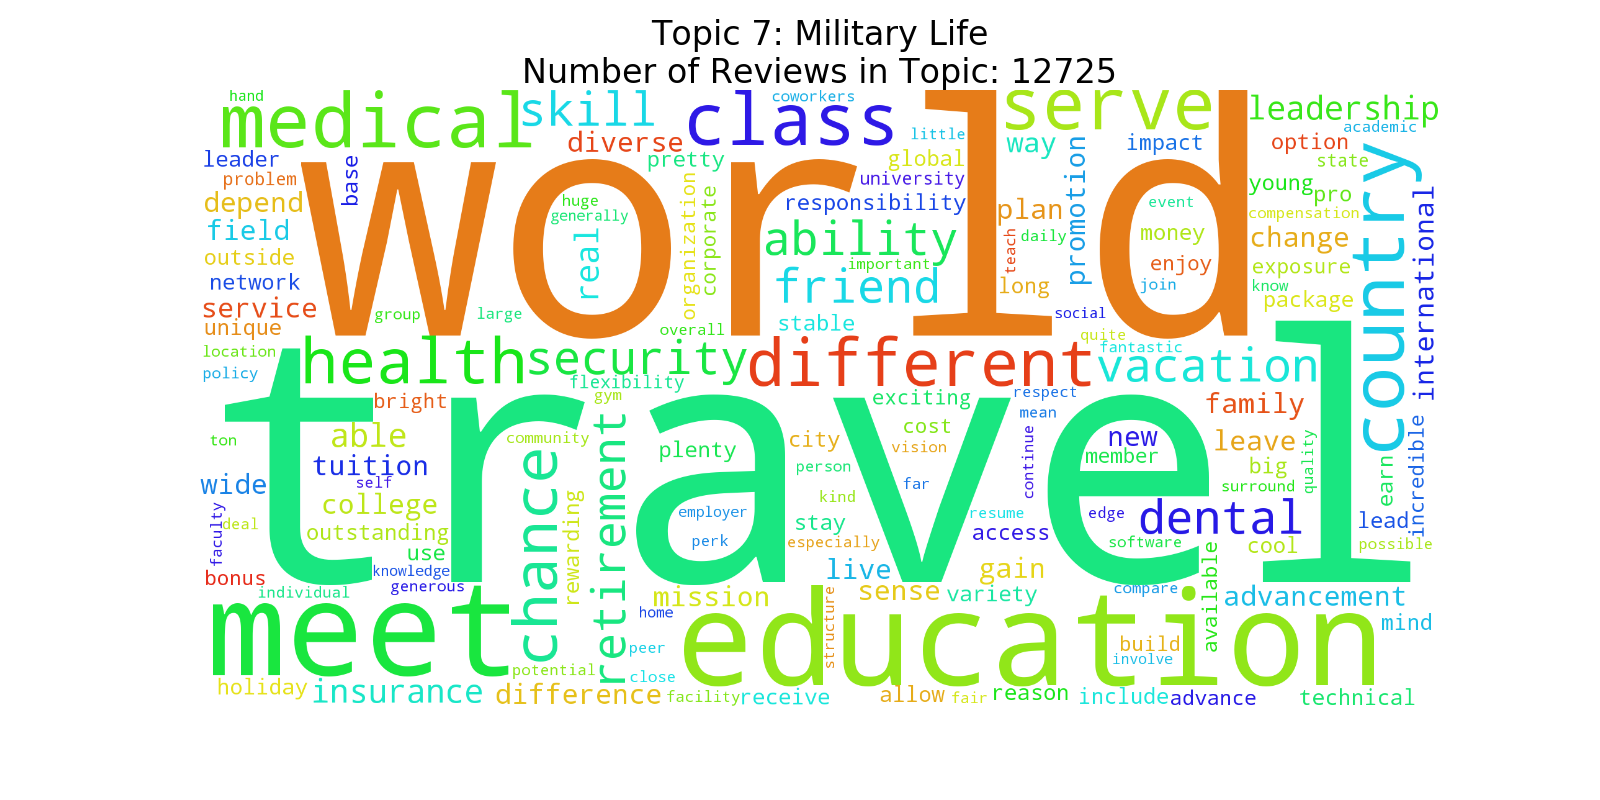 Topic 7: Military Life
Number of Reviews in Topic: 12725
hand
medical
skill
class
coworkers
world
serve
leadership
academic
diverse
little
way
impact
option
state
leader
base
pretty
global
promotion
country
problem
organization
corporate
university
young
pro
international
depend
huge
generally
responsibility
plan
event
compensation
field
real
ability
teach
daily
money
change
outside
important
enjoy
exposure
network
friend
long
join
know
package
service
group
large
stable
social
unique
overall
quite
location
health
security
different
fantastic
vacation
policy
flexibility
travel
bright
gym
exciting
respect
family
mean
incredible
ton
able
community
retirement
plenty
city
cost
vision
continue
new
member
leave
quality
tuition
chance
person
big
earn
wide
self
far
surround
college
rewarding
kind
faculty
deal
outstanding
employer
stay
resume
edge
dental
lead
use
perk
especially
access
software
cool
possible
bonus
knowledge
live
gain
available
individual
generous
mission
sense
variety
compare
advancement
meet
home
structure
education
mind
peer
build
involve
potential
close
holiday
insurance
difference
facility
receive
allow
fair
reason
include
advance
technical